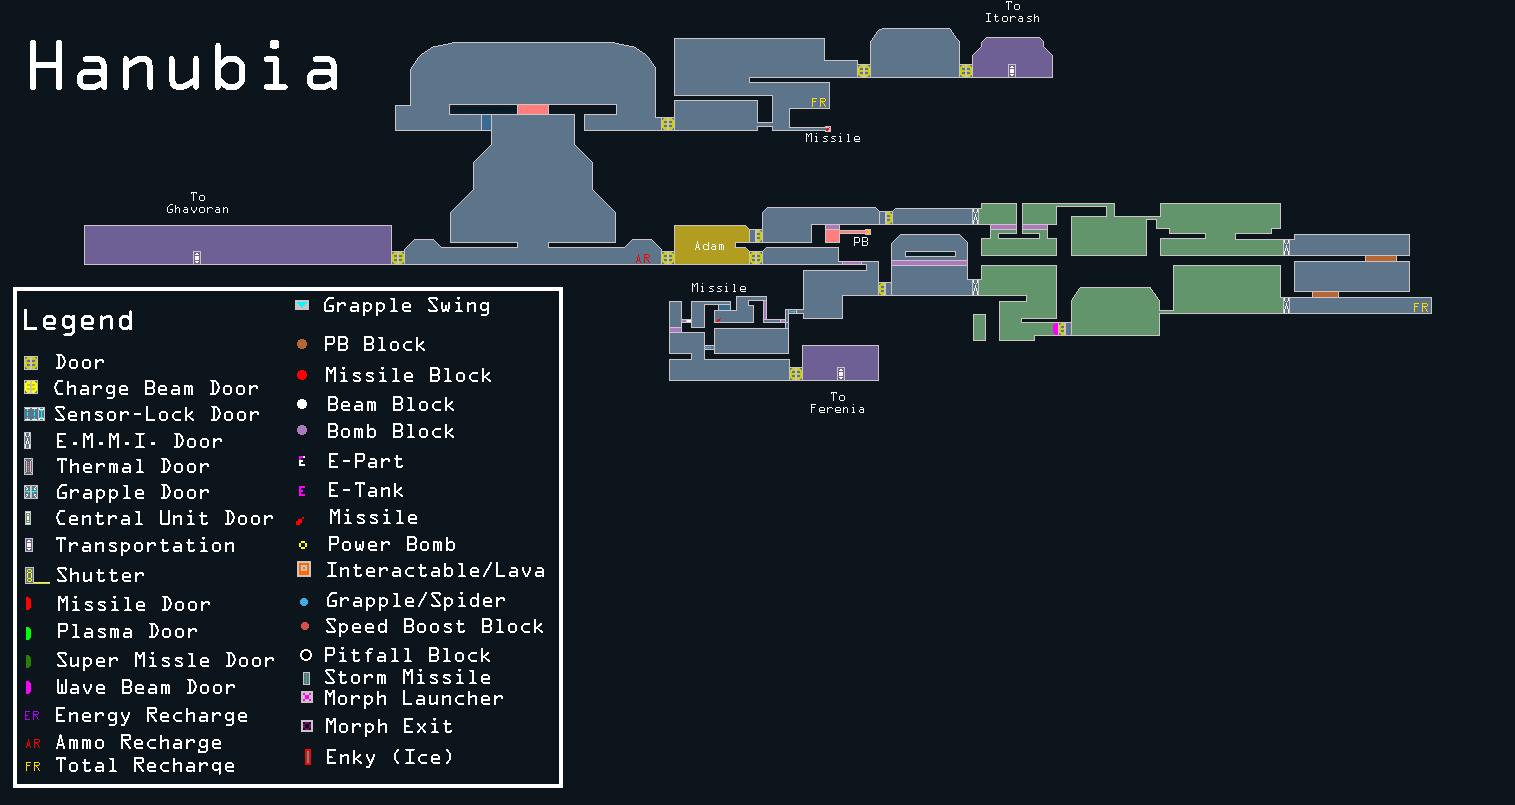 Hanubia
To
Itorash
FR
Missile
To
Ghavoran
AR
Adam
PB
Missile
FR
To
Ferenia
Legend
Door
Charge Beam Door
Sensor-Lock Door
E.M.M.I. Door
Thermal Door
Grapple Door
Central Unit Door
Transportation
Shutter
Missile Door
Plasma Door
Super Missle Door
Wave Beam Door
ER Energy Recharge
AR Ammo Recharge
FR Total Recharge
Grapple Swing
PB Block
Missile Block
Beam Block
Bomb Block
E E-Part
E E-Tank
Missile
Power Bomb
Interactable/Lava
Grapple/Spider
Speed Boost Block
Pitfall Block
Storm Missile
Morph Launcher
Morph Exit
Enky (Ice)